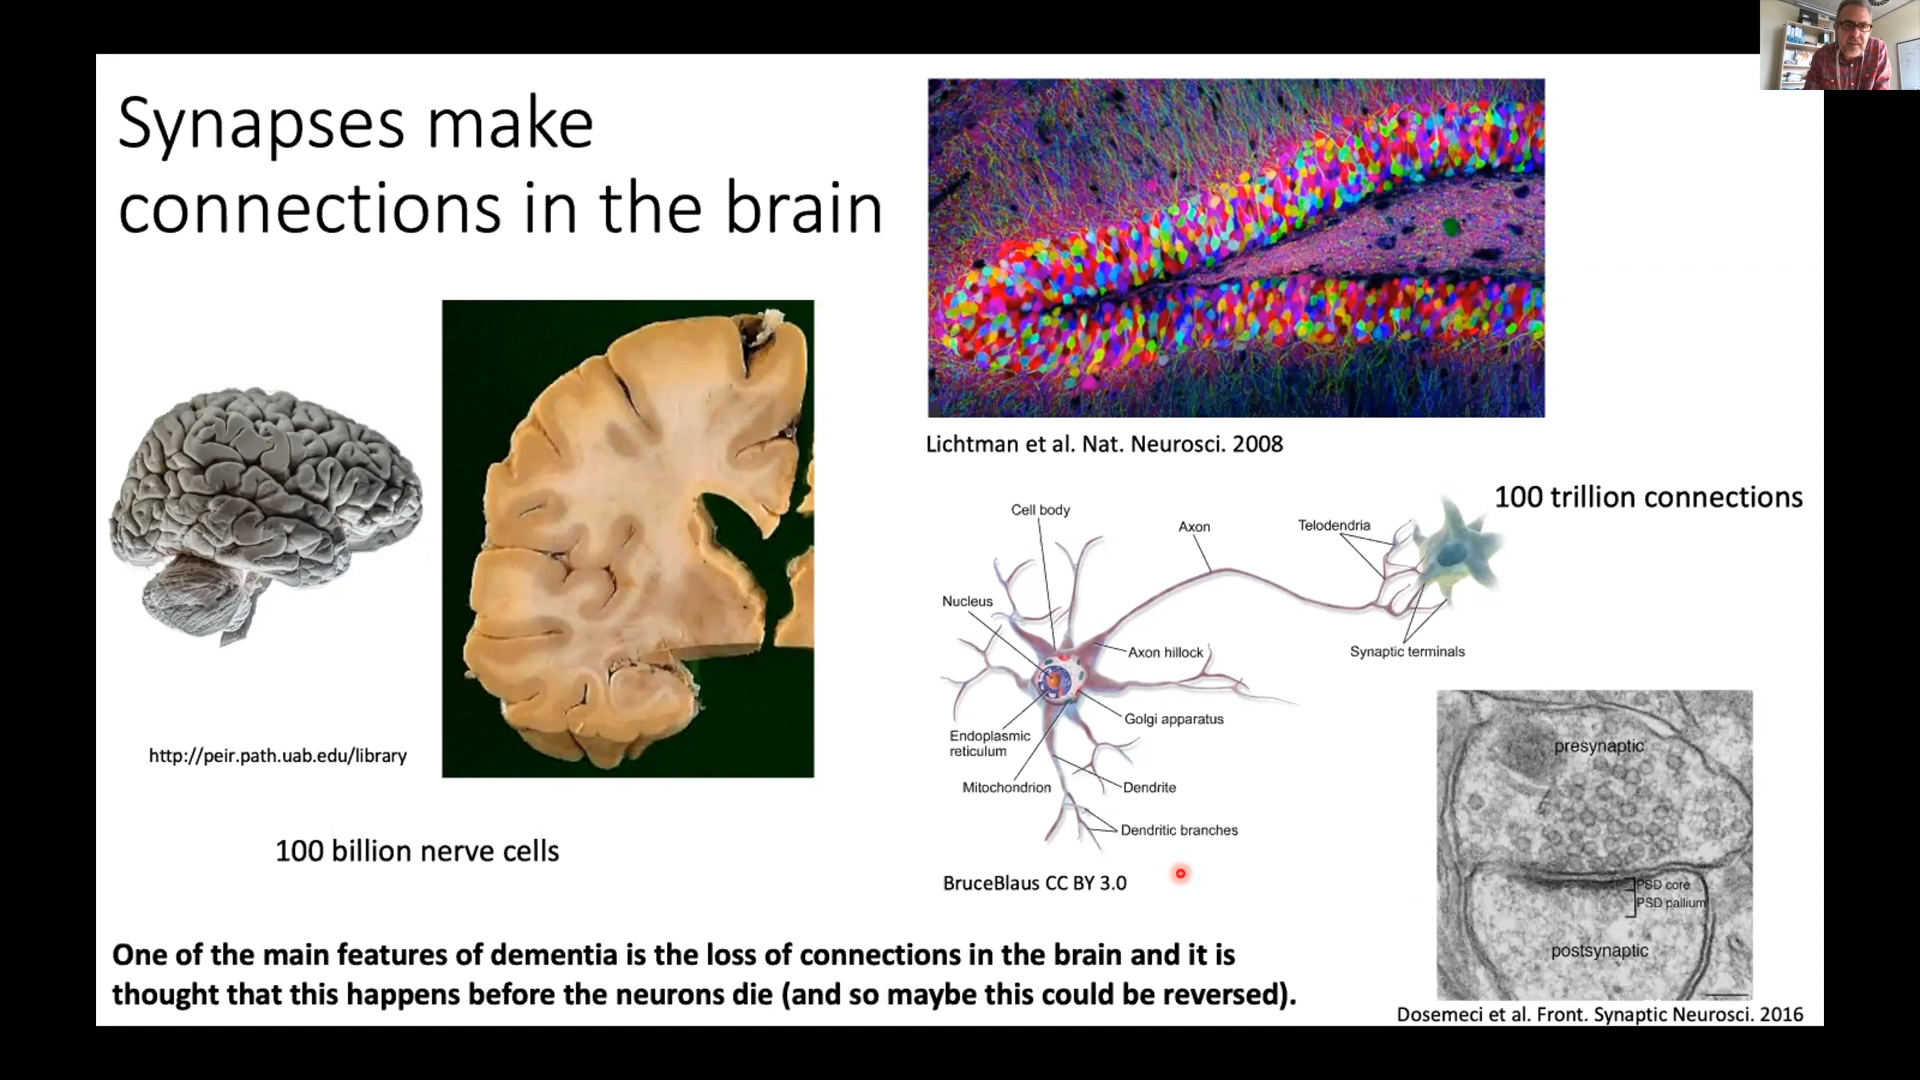 Synapses make
connections in the brain
http://peir.path.uab.edu/library
100 billion nerve cells
Lichtman et al. Nat. Neurosci. 2008
100 trillion connections
Cell body
Axon
Telodendria
Nucleus
Axon hillock
Synaptic terminals
Golgi apparatus
Endoplasmic
reticulum
Mitochondrion
Dendrite
Dendritic branches
BruceBlaus CC BY 3.0
presynaptic
PSD core
PSD pallium
postsynaptic
Dosemeci et al. Front. Synaptic Neurosci. 2016
One of the main features of dementia is the loss of connections in the brain and it is
thought that this happens before the neurons die (and so maybe this could be reversed).